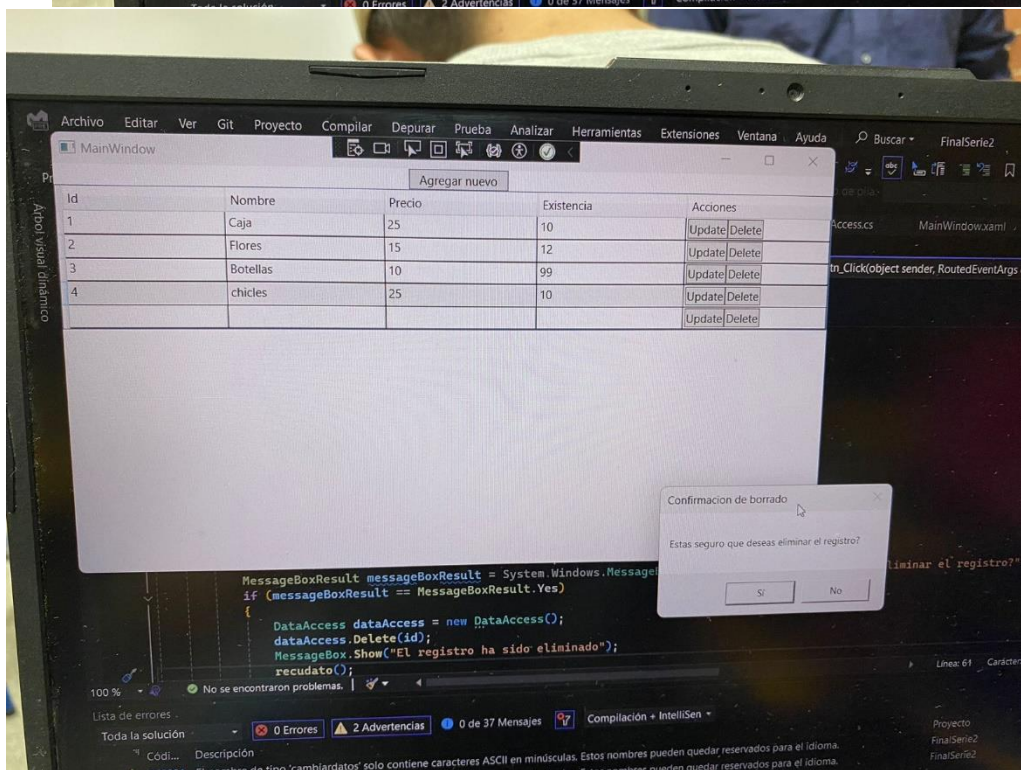 0 Errores 2 Advertencias 0 de 37 Mensajes
Archivo Editar Ver Git Proyecto Compilar Depurar Prueba Analizar Herramientas Extensiones Ventana Ayuda Buscar FinalSerie2
MainWindow
Agregar nuevo
Id Nombre Precio Existencia Acciones
1 Caja 25 10 Update Delete
2 Flores 15 12 Update Delete
3 Botellas 10 99 Update Delete
4 chicles 25 10 Update Delete
Update Delete
Access.cs MainWindow.xaml
tn_Click(object sender, RoutedEventArgs
Árbol visual dinámico
Confirmacion de borrado
Estas seguro que deseas eliminar el registro?
Sí No
MessageBoxResult messageBoxResult = System.Windows.Messagel
liminar el registro?"
if (messageBoxResult == MessageBoxResult.Yes)
{
DataAccess dataAccess = new DataAccess();
dataAccess.Delete(id);
MessageBox.Show("El registro ha sido eliminado");
recudato();
100 % No se encontraron problemas. Línea: 61
Lista de errores
Toda la solución 0 Errores 2 Advertencias 0 de 37 Mensajes Compilación + IntelliSen
Códi... Descripción Proyecto
de tipo 'cambiardatos' solo contiene caracteres ASCII en minúsculas. Estos nombres pueden quedar reservados para el idioma. FinalSerie2
nombres pueden quedar reservados para el idioma. FinalSerie2